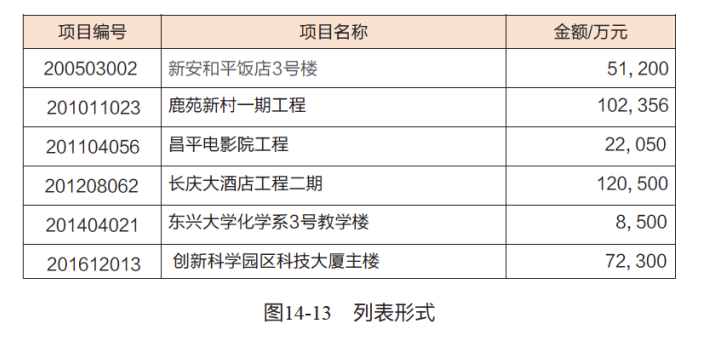 项目编号 项目名称 金额/万元
200503002 新安和平饭店3号楼 51,200
201011023 鹿苑新村一期工程 102,356
201104056 昌平电影院工程 22,050
201208062 长庆大酒店工程二期 120,500
201404021 东兴大学化学系3号教学楼 8,500
201612013 创新科学园区科技大厦主楼 72,300
图14-13 列表形式